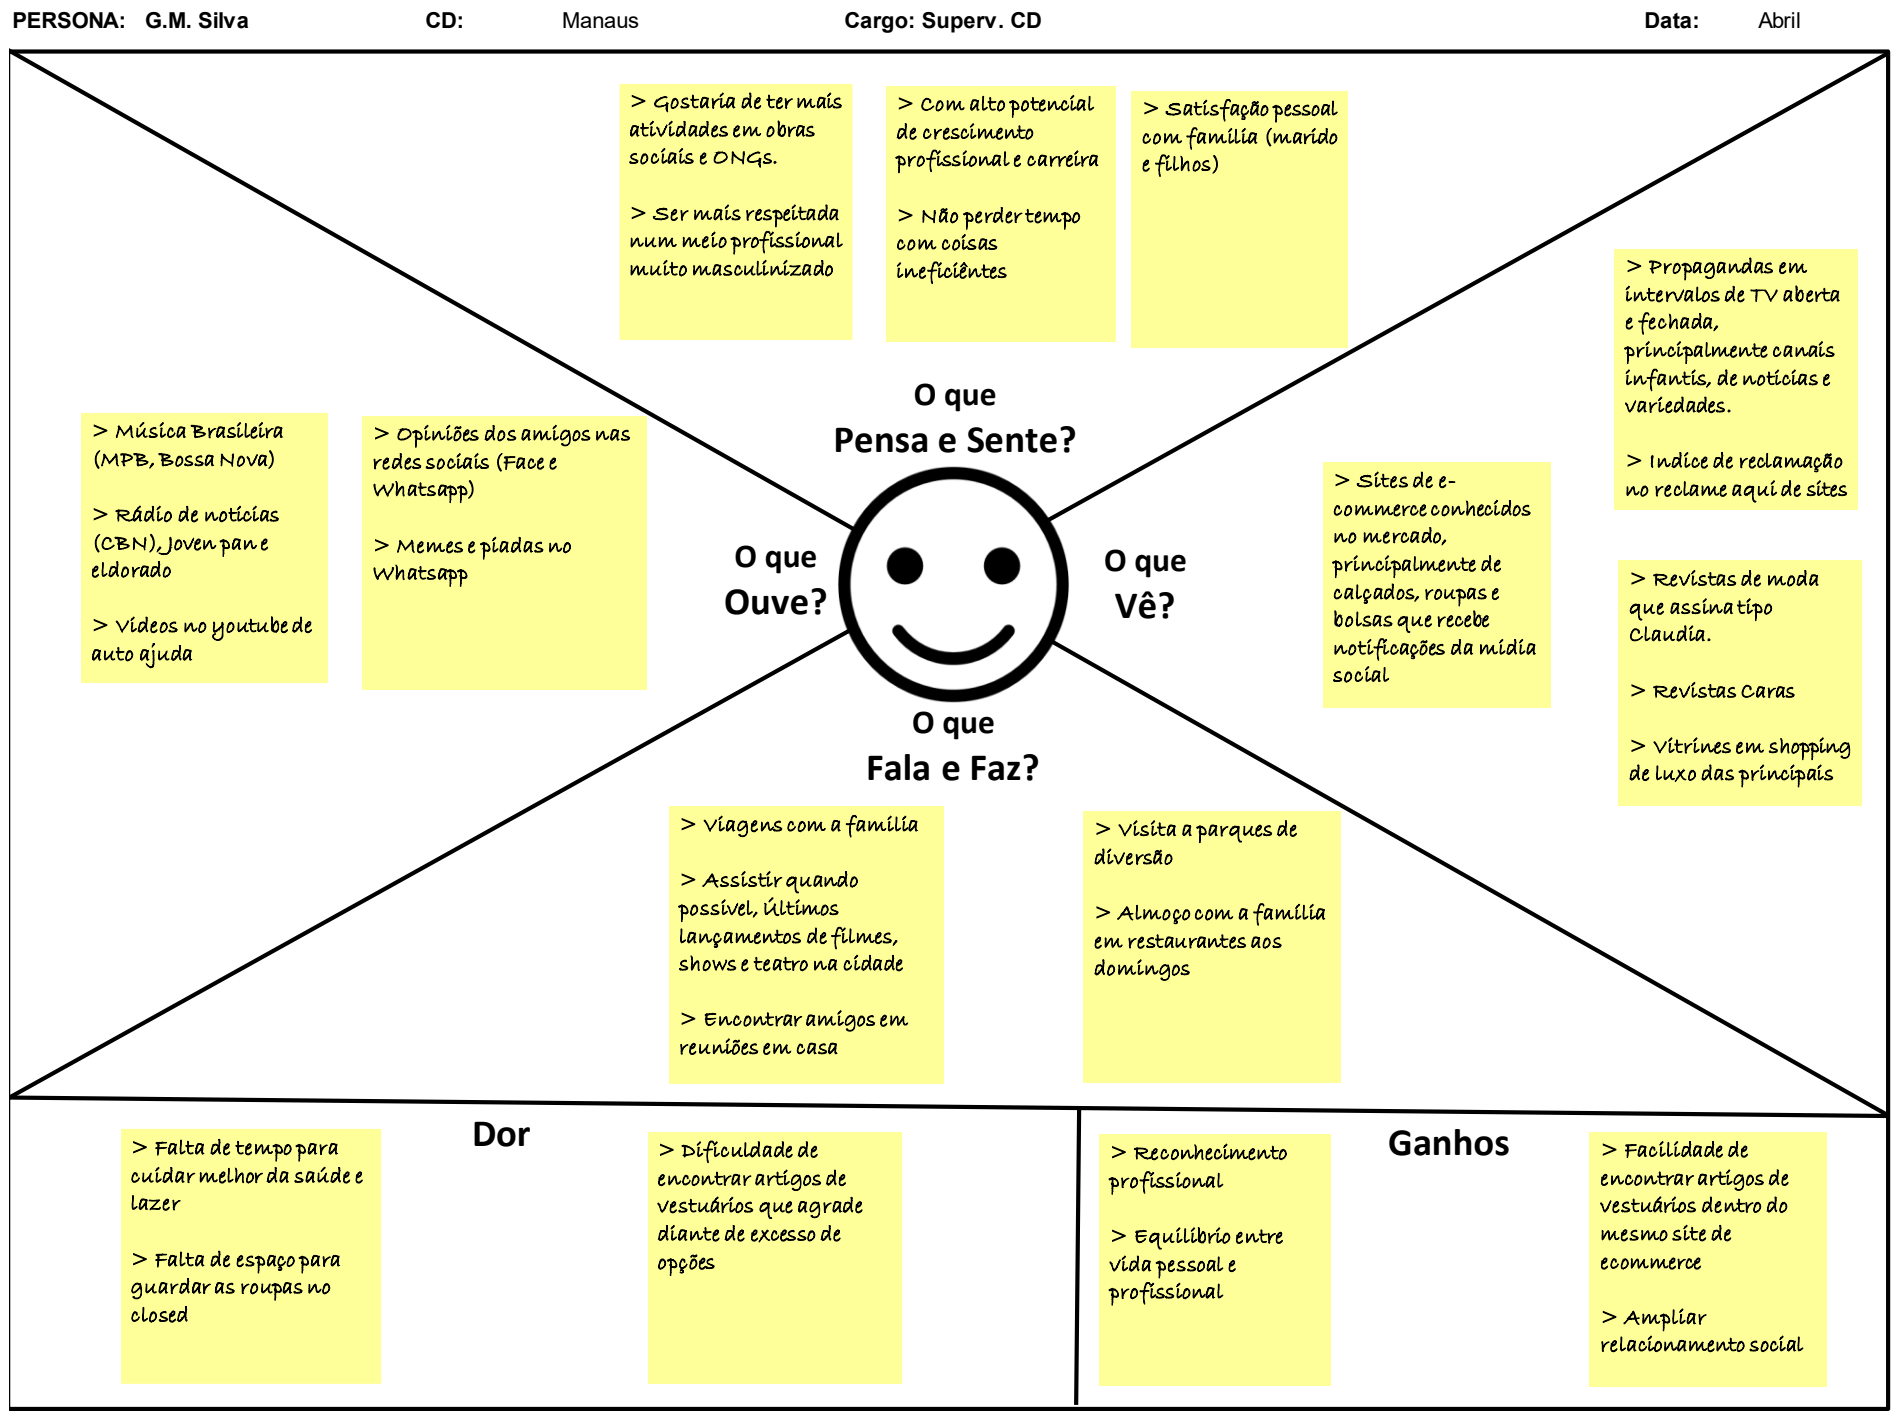 PERSONA: G.M. Silva CD: Manaus Cargo: Superv. CD Data: Abril
> Gostaria de ter mais
atividades em obras
sociais e ONGs.
> Ser mais respeitada
num meio profissional
muito masculinizado
> Com alto potencial
de crescimento
profissional e carreira
> Não perder tempo
com coisas
ineficiêntes
> Satisfação pessoal
com família (marido
e filhos)
O que
Pensa e Sente?
> Música Brasileira
(MPB, Bossa Nova)
> Rádio de noticias
(CBN), Joven pan e
eldorado
> Vídeos no youtube de
auto ajuda
> Opiniões dos amigos nas
redes sociais (Face e
Whatsapp)
> Memes e piadas no
Whatsapp
O que
Ouve?
O que
Vê?
> Sites de e-
commerce conhecidos
no mercado,
principalmente de
calçados, roupas e
bolsas que recebe
notificações da midia
social
> Propagandas em
intervalos de TV aberta
e fechada,
principalmente canais
infantis, de noticias e
variedades.
> Indice de reclamação
no reclame aqui de sites
> Revistas de moda
que assina tipo
Claudia.
> Revistas Caras
> Vitrines em shopping
de luxo das principais
O que
Fala e Faz?
> Viagens com a familia
> Assistir quando
possivel, Últimos
lançamentos de filmes,
shows e teatro na cidade
> Encontrar amigos em
reuniões em casa
> Visita a parques de
diversão
> Almoço com a família
em restaurantes aos
domingos
Dor
> Falta de tempo para
cuidar melhor da saúde e
lazer
> Falta de espaço para
guardar as roupas no
closed
> Dificuldade de
encontrar artigos de
vestuários que agrade
diante de excesso de
opções
Ganhos
> Reconhecimento
profissional
> Equilibrio entre
vida pessoal e
profissional
> Facilidade de
encontrar artigos de
vestuários dentro do
mesmo site de
ecommerce
> Ampliar
relacionamento social